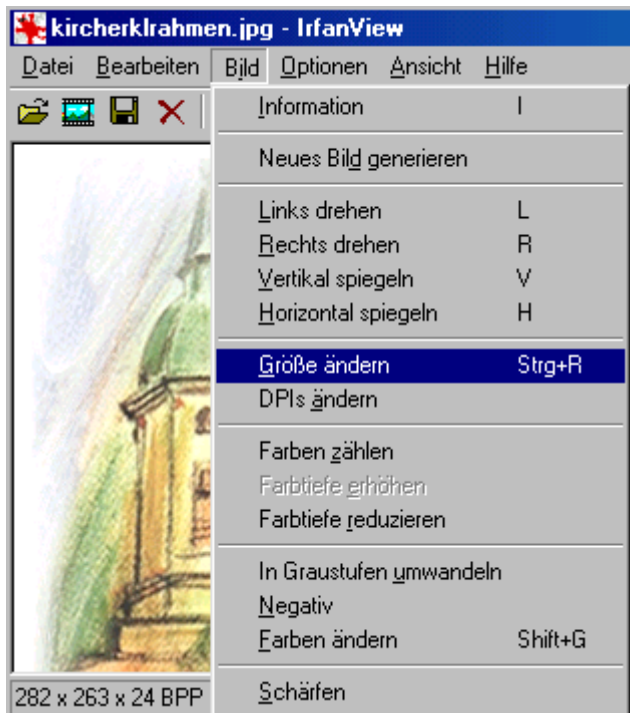 kircherklrahmen.jpg - IrfanView
Datei Bearbeiten Bild Optionen Ansicht Hilfe
Information I
Neues Bild generieren
Links drehen L
Rechts drehen R
Vertikal spiegeln V
Horizontal spiegeln H
Größe ändern Strg+R
DPIs ändern
Farben zählen
Farbtiefe erhöhen
Farbtiefe reduzieren
In Graustufen umwandeln
Negativ
Farben ändern Shift+G
Schärfen
282 x 263 x 24 BPP